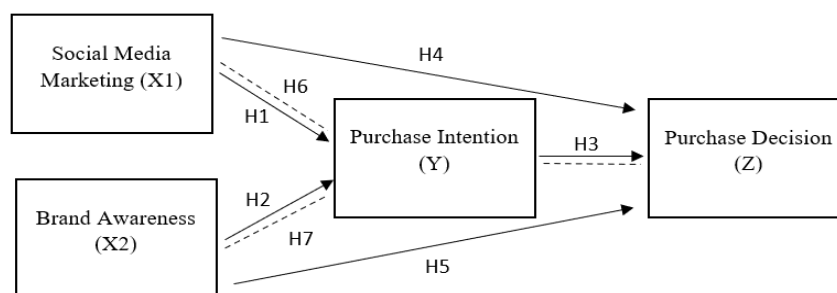 Social Media
Marketing (X1)
H4
H6
H1
Purchase Intention
(Y)
H3
Purchase Decision
(Z)
H2
Brand Awareness
(X2)
H7
H5